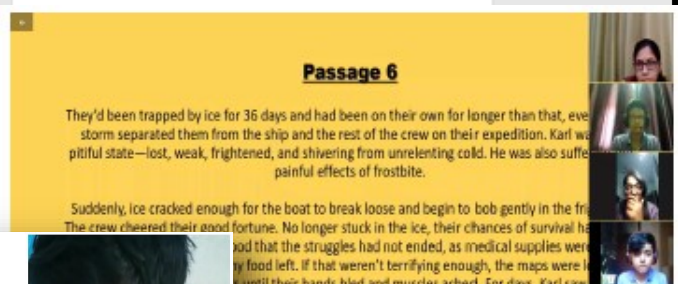 Passage 6
They'd been trapped by ice for 36 days and had been on their own for longer than that, eve
storm separated them from the ship and the rest of the crew on their expedition. Karl wa
pitiful state—lost, weak, frightened, and shivering from unrelenting cold. He was also suffe
painful effects of frostbite.
Suddenly, ice cracked enough for the boat to break loose and begin to bob gently in the fri
The crew cheered their good fortune. No longer stuck in the ice, their chances of survival ha
ood that the struggles had not ended, as medical supplies were
ny food left. If that weren't terrifying enough, the maps were l
until their hands bled and muscles ached. For days, Karl saw